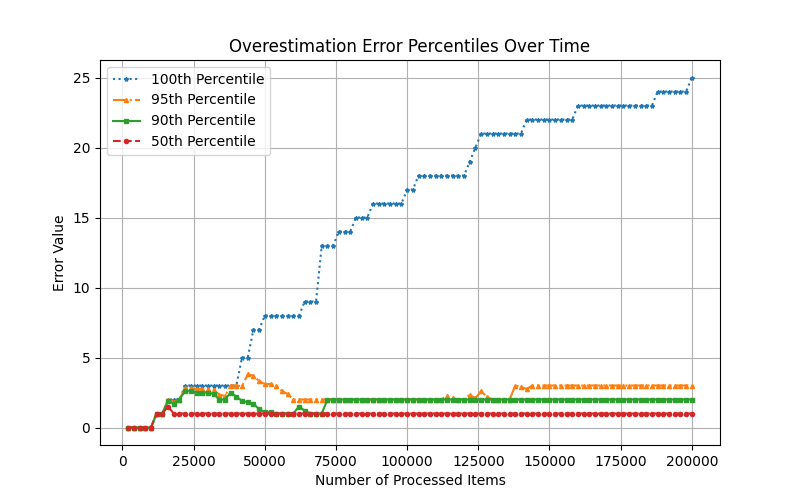 Overestimation Error Percentiles Over Time
100th Percentile
95th Percentile
90th Percentile
50th Percentile
Error Value
25
20
15
10
5
0
0 25000 50000 75000 100000 125000 150000 175000 200000
Number of Processed Items